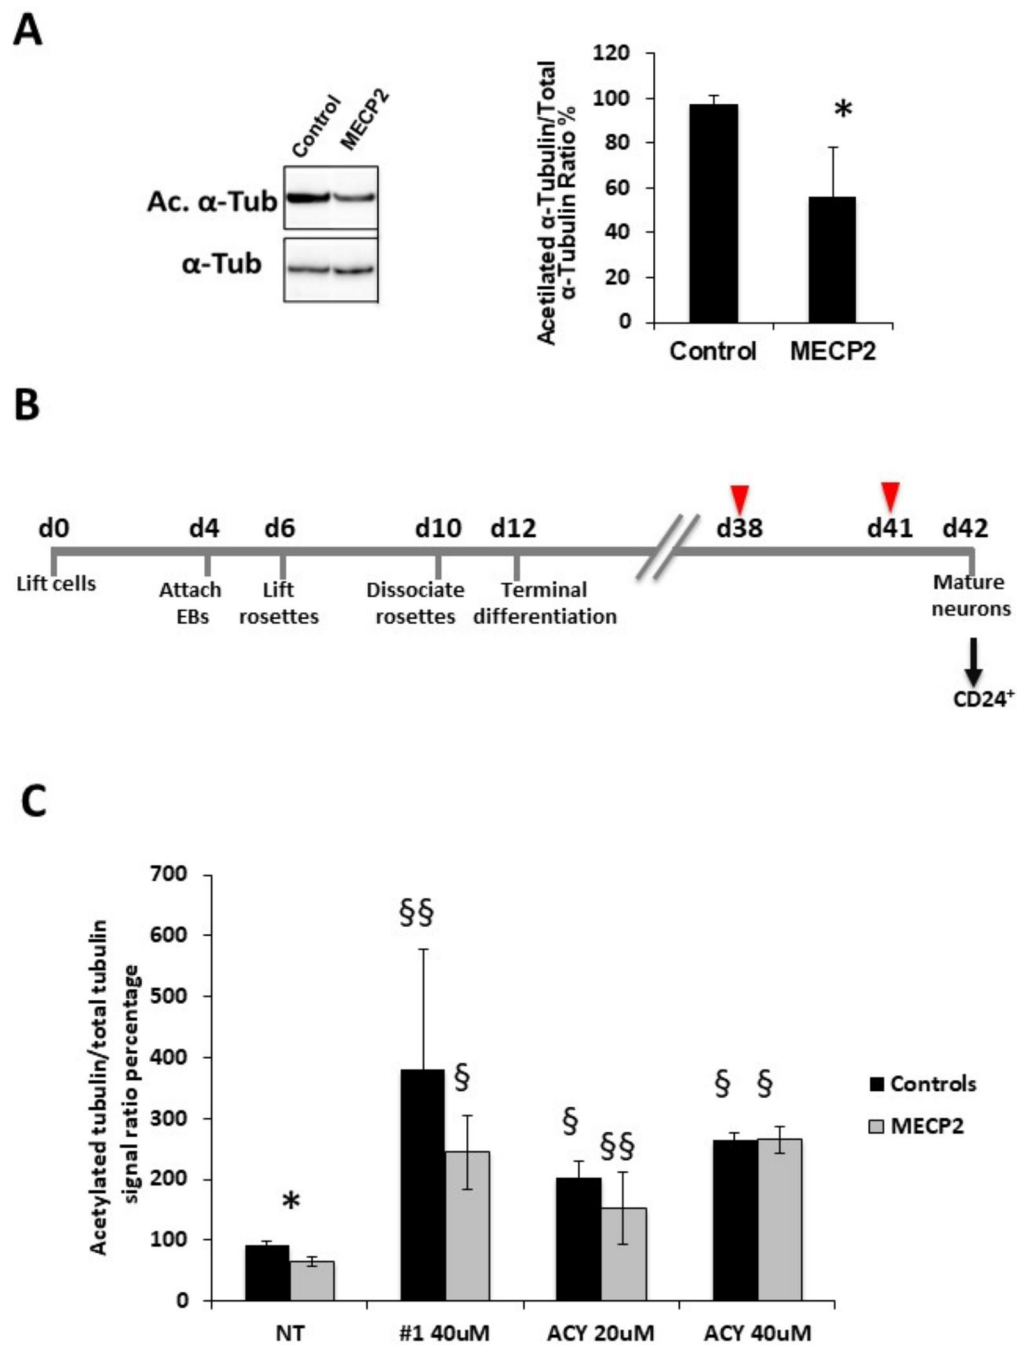 A
Control
MECP2
Ac. α-Tub
α-Tub
Acetilated α-Tubulin/Total
α-Tubulin Ratio %
120
100
80
60
40
20
0
*
Control
MECP2
B
d0
d4
d6
d10
d12
d38
d41
d42
Lift cells
Attach
EBs
Lift
rosettes
Dissociate
rosettes
Terminal
differentiation
Mature
neurons
CD24⁺
C
Acetylated tubulin/total tubulin
signal ratio percentage
700
600
500
400
300
200
100
0
*
§§
§
§
§§
§
§
NT
#1 40uM
ACY 20uM
ACY 40uM
Controls
MECP2